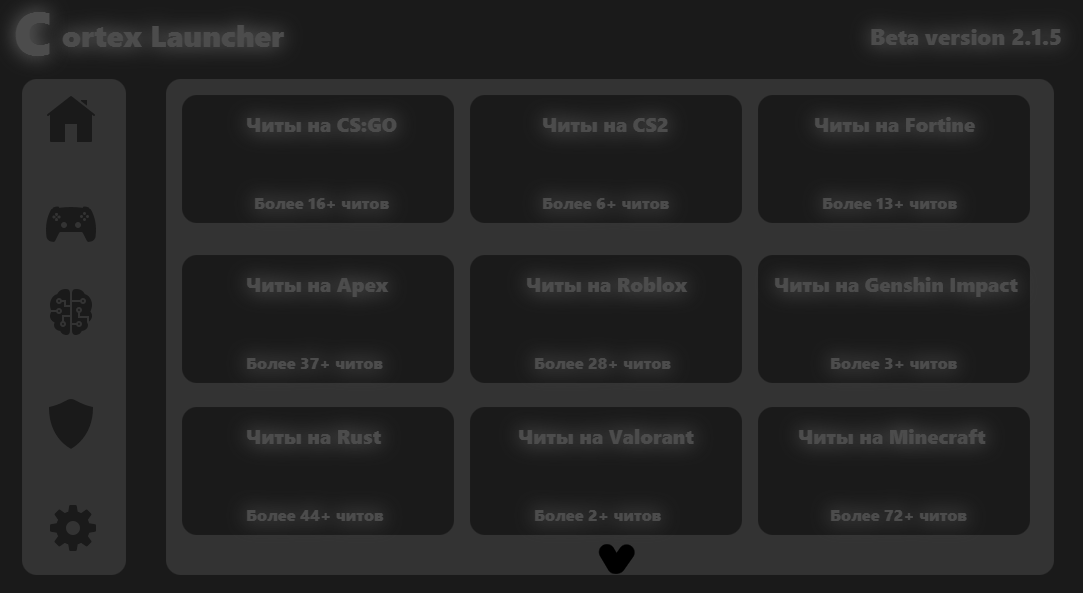 Cortex Launcher
Beta version 2.1.5
Читы на CS:GO
Более 16+ читов
Читы на CS2
Более 6+ читов
Читы на Fortine
Более 13+ читов
Читы на Apex
Более 37+ читов
Читы на Roblox
Более 28+ читов
Читы на Genshin Impact
Более 3+ читов
Читы на Rust
Более 44+ читов
Читы на Valorant
Более 2+ читов
Читы на Minecraft
Более 72+ читов